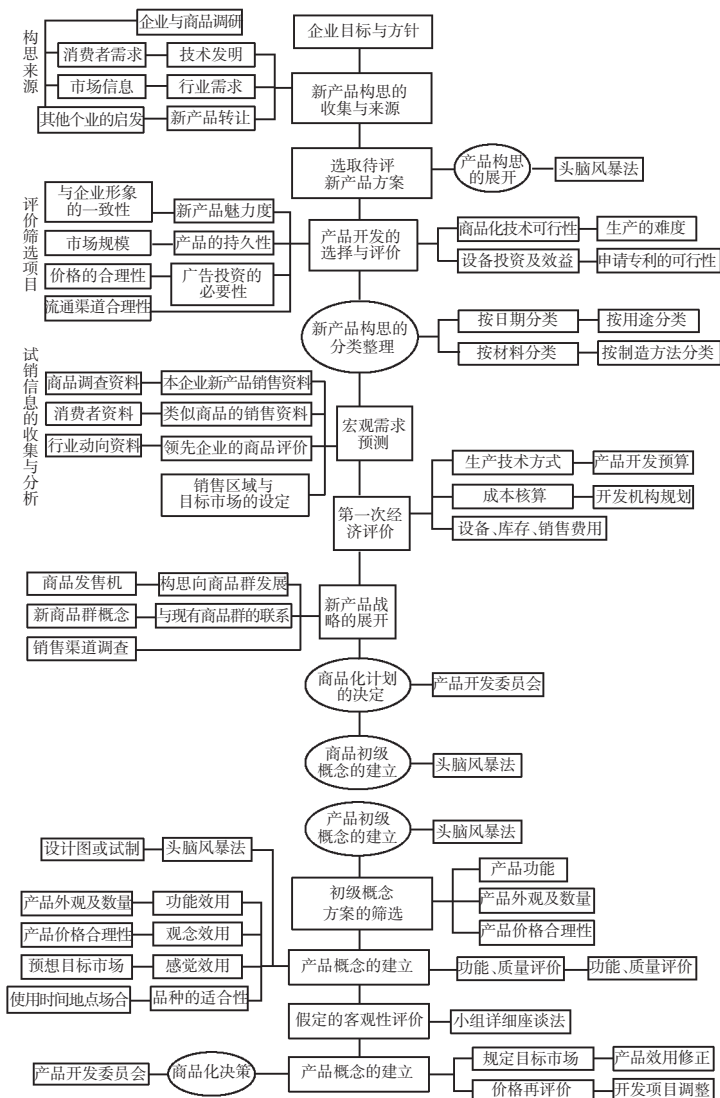 构思来源
企业与商品调研
企业目标与方针
消费者需求
技术发明
市场信息
行业需求
新产品构思的
收集与来源
其他个业的启发
新产品转让
选取待评
新产品方案
产品构思
的展开
头脑风暴法
评价筛选项目
与企业形象
的一致性
新产品魅力度
市场规模
产品的持久性
产品开发的
选择与评价
商品化技术可行性
生产的难度
设备投资及效益
申请专利的可行性
价格的合理性
广告投资的
必要性
流通渠道合理性
新产品构思的
分类整理
按日期分类
按用途分类
按材料分类
按制造方法分类
试销信息的收集与分析
商品调查资料
本企业新产品销售资料
消费者资料
类似商品的销售资料
行业动向资料
领先企业的商品评价
宏观需求
预测
销售区域与
目标市场的设定
第一次经
济评价
生产技术方式
产品开发预算
成本核算
开发机构规划
设备、库存、销售费用
商品发售机
构思向商品群发展
新商品群概念
与现有商品群的联系
销售渠道调查
新产品战
略的展开
商品化计划
的决定
产品开发委员会
商品初级
概念的建立
头脑风暴法
产品初级
概念的建立
头脑风暴法
设计图或试制
头脑风暴法
初级概念
方案的筛选
产品功能
产品外观及数量
产品价格合理性
产品外观及数量
功能效用
产品价格合理性
观念效用
预想目标市场
感觉效用
使用时间地点场合
品种的适合性
产品概念的建立
功能、质量评价
功能、质量评价
假定的客观性评价
小组详细座谈法
产品开发委员会
商品化决策
产品概念的建立
规定目标市场
产品效用修正
价格再评价
开发项目调整